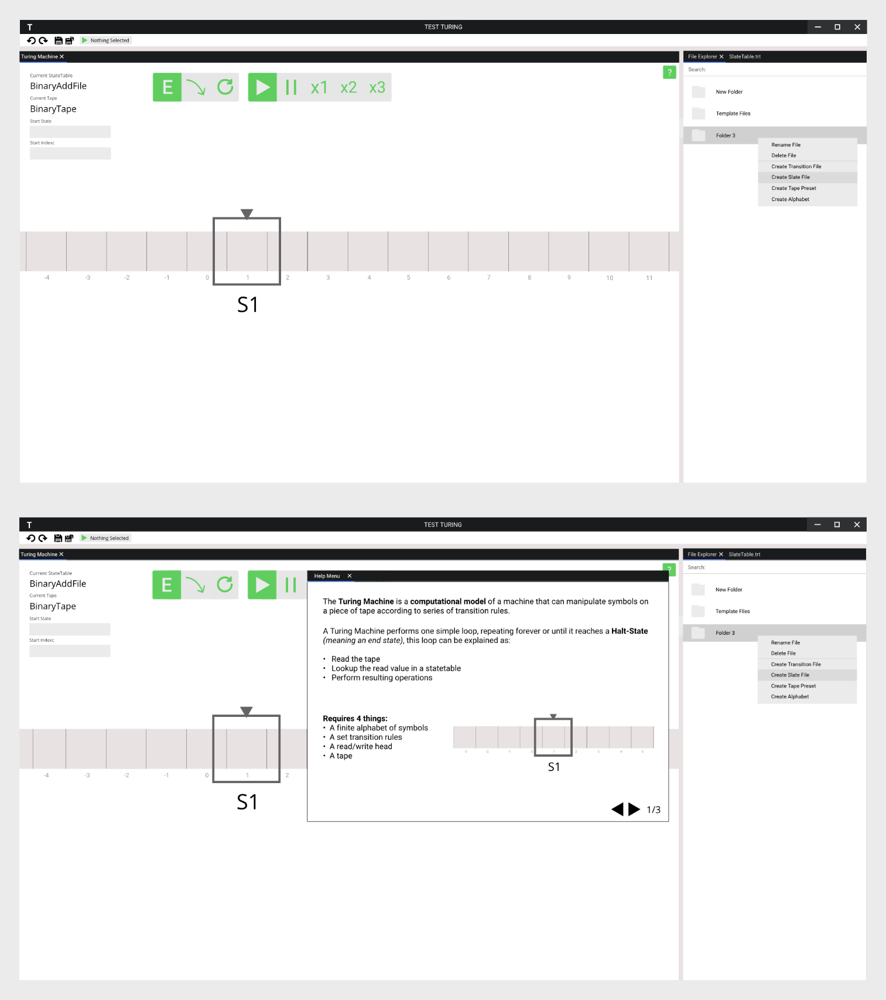 T
TEST TURING
Nothing Selected
Turing Machine
File Explorer SlateTable.trt
Search:
Current StateTable
BinaryAddFile
Current Tape
BinaryTape
Start State
Start Indexc
E
x1 x2 x3
?
New Folder
Template Files
Folder 3
Rename File
Delete File
Create Transition File
Create Slate File
Create Tape Preset
Create Alphabet
-4 -3 -2 -1 0 1 2 3 4 5 6 7 8 9 10 11
S1
T
TEST TURING
Nothing Selected
Turing Machine
File Explorer SlateTable.trt
Search:
Current StateTable
BinaryAddFile
Current Tape
BinaryTape
Start State
Start Indexc
E
?
Help Menu
The Turing Machine is a computational model of a machine that can manipulate symbols on
a piece of tape according to series of transition rules.
A Turing Machine performs one simple loop, repeating forever or until it reaches a Halt-State
(meaning an end state), this loop can be explained as:
• Read the tape
• Lookup the read value in a statetable
• Perform resulting operations
Requires 4 things:
• A finite alphabet of symbols
• A set transition rules
• A read/write head
• A tape
-3 -2 -1 0 1 2 3 4 5
S1
1/3
New Folder
Template Files
Folder 3
Rename File
Delete File
Create Transition File
Create Slate File
Create Tape Preset
Create Alphabet
-4 -3 -2 -1 0 1 2
S1